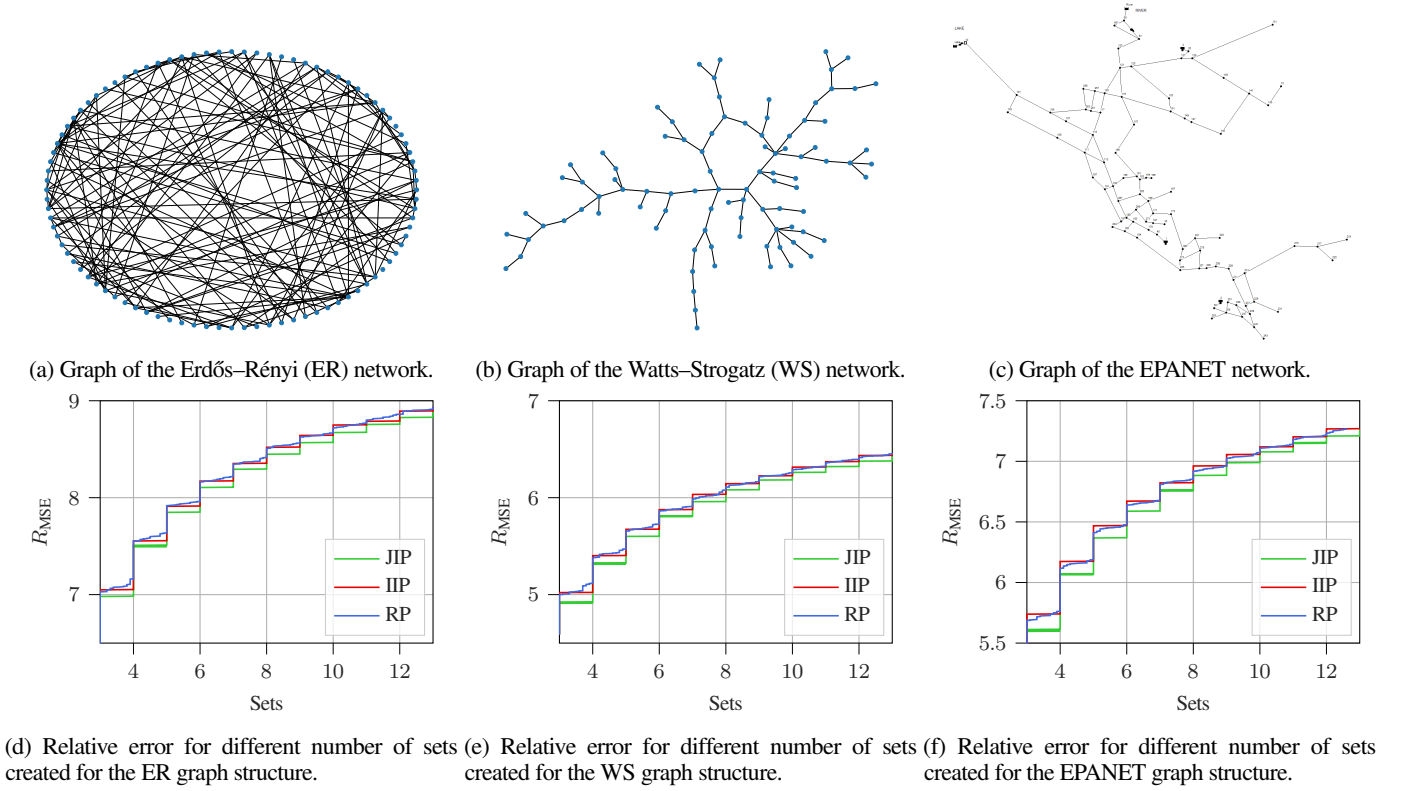 LAKE
RIVER
(a) Graph of the Erdős–Rényi (ER) network.
(b) Graph of the Watts–Strogatz (WS) network.
(c) Graph of the EPANET network.
9
8
7
R_MSE
4 6 8 10 12
Sets
JIP
IIP
RP
7
6
5
R_MSE
4 6 8 10 12
Sets
JIP
IIP
RP
7.5
7
6.5
6
5.5
R_MSE
4 6 8 10 12
Sets
JIP
IIP
RP
(d) Relative error for different number of sets
created for the ER graph structure.
(e) Relative error for different number of sets
created for the WS graph structure.
(f) Relative error for different number of sets
created for the EPANET graph structure.